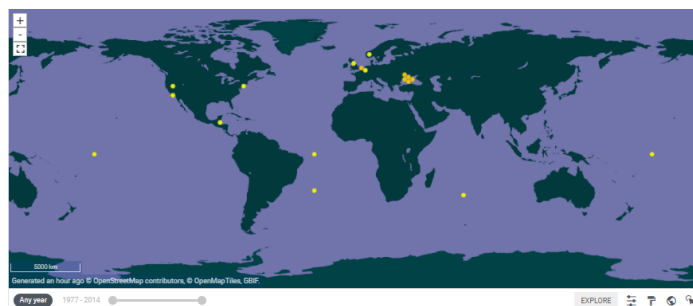 +
-
5000 km
Generated an hour ago © OpenStreetMap contributors, © OpenMapTiles, GBIF.
Any year 1977 - 2014 EXPLORE